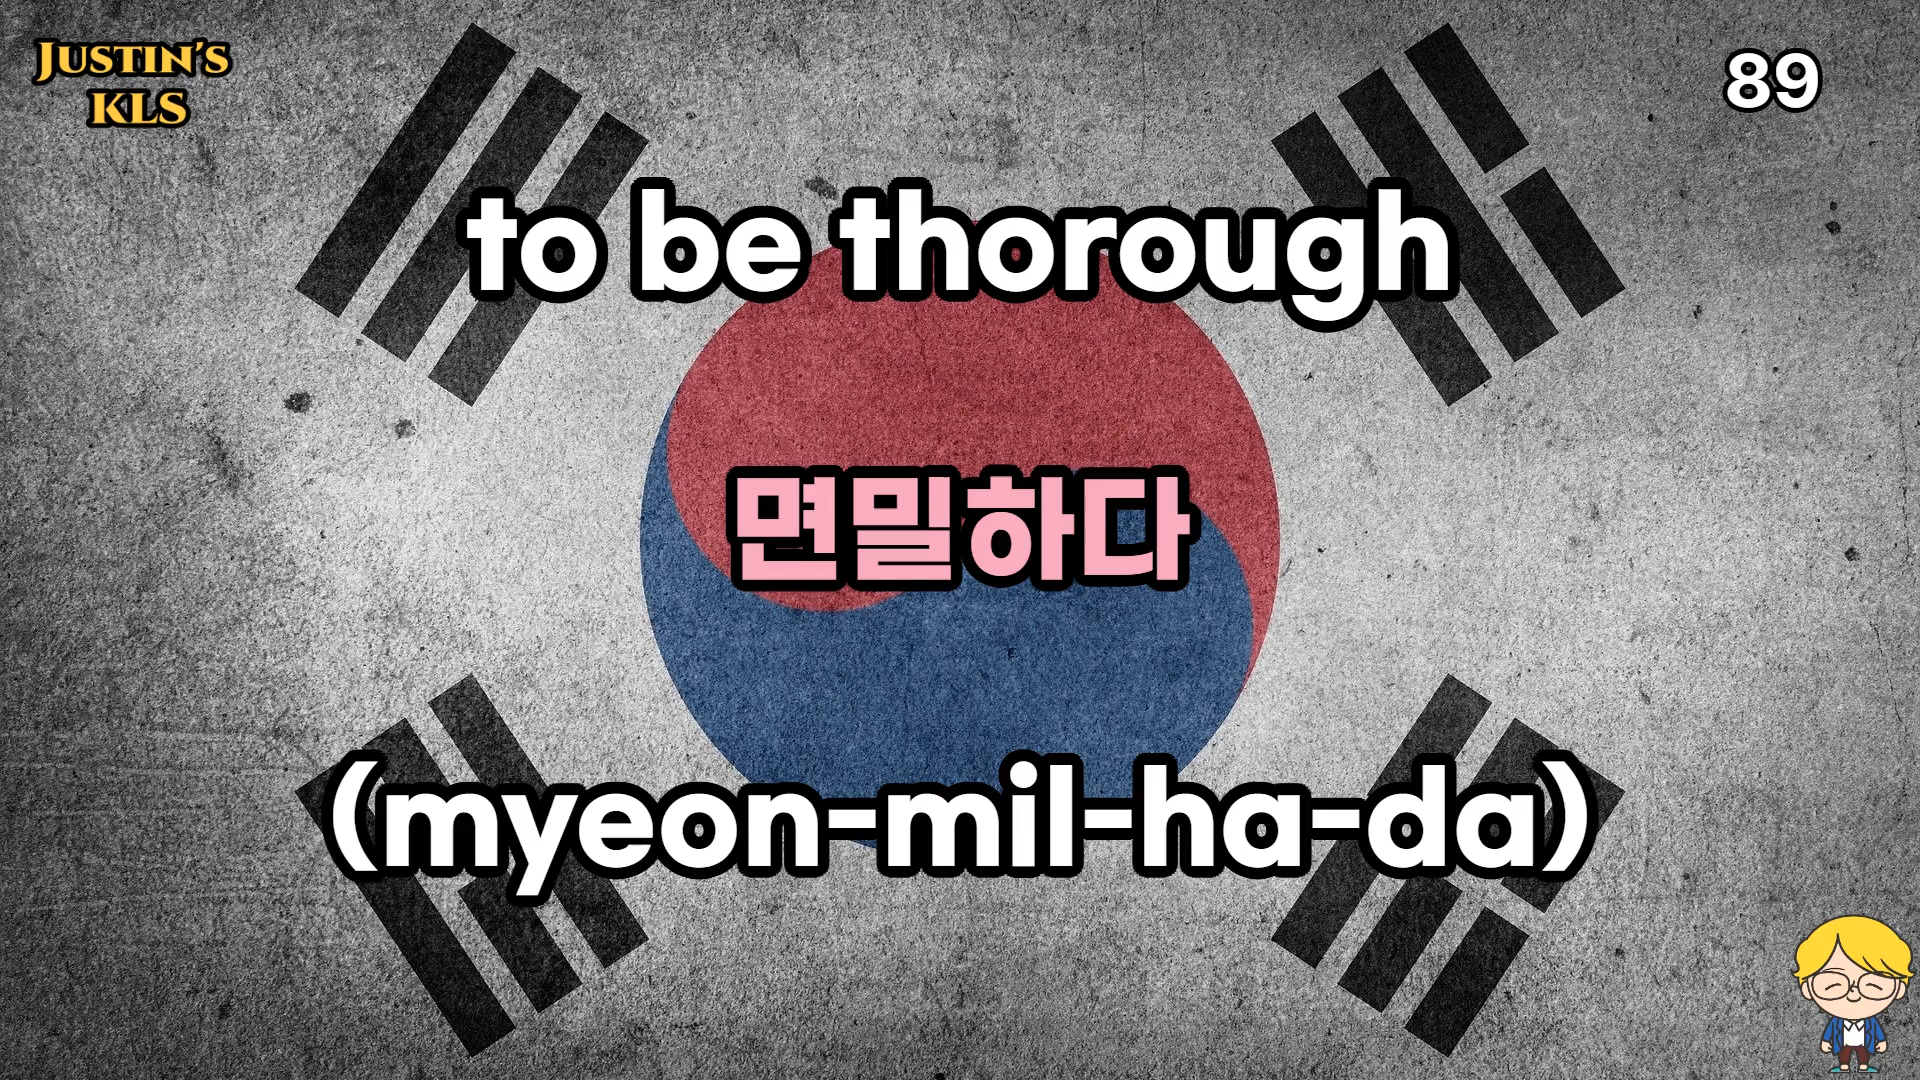 JUSTIN'S
KLS
89
to be thorough
면밀하다
(myeon-mil-ha-da)